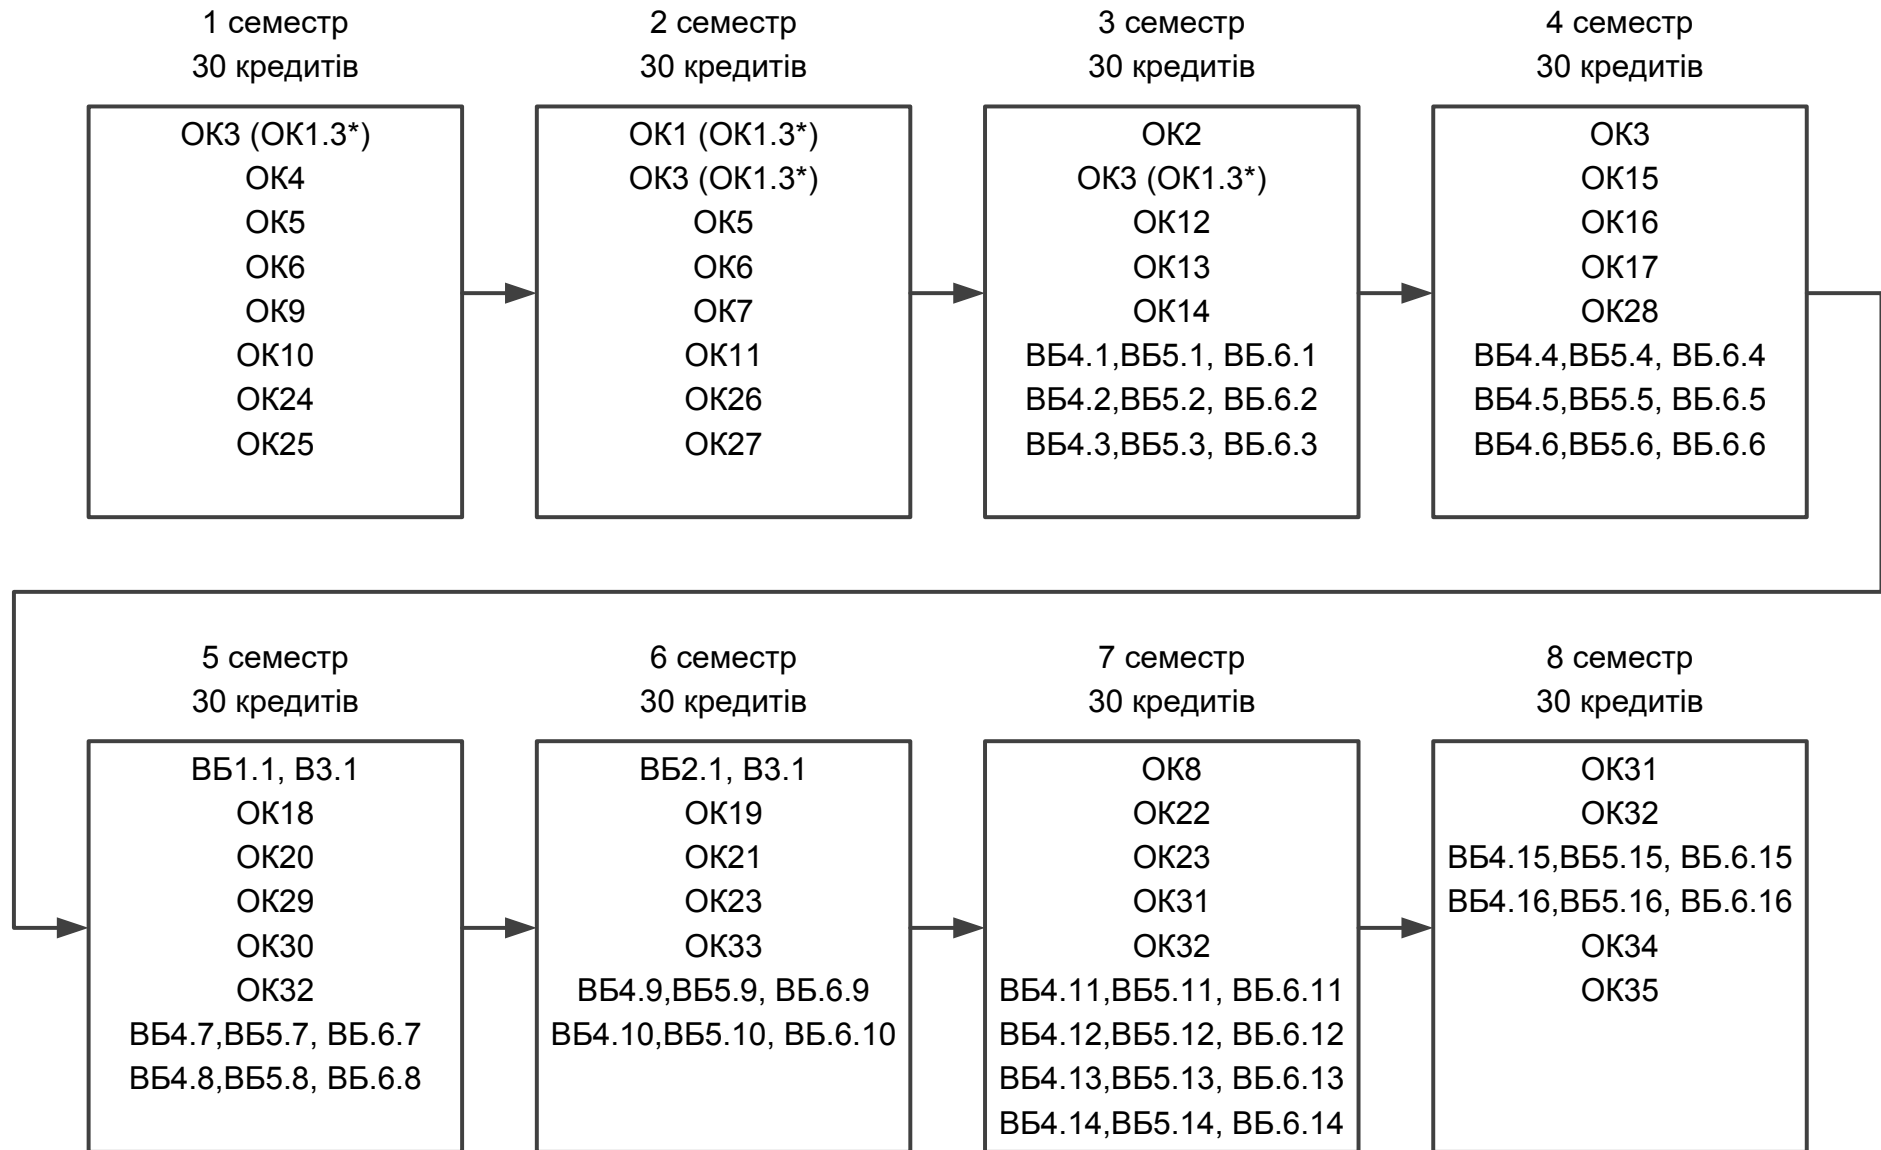 1 семестр
30 кредитів
ОК3 (ОК1.3*)
ОК4
ОК5
ОК6
ОК9
ОК10
ОК24
ОК25
2 семестр
30 кредитів
ОК1 (ОК1.3*)
ОК3 (ОК1.3*)
ОК5
ОК6
ОК7
ОК11
ОК26
ОК27
3 семестр
30 кредитів
ОК2
ОК3 (ОК1.3*)
ОК12
ОК13
ОК14
ВБ4.1,ВБ5.1, ВБ.6.1
ВБ4.2,ВБ5.2, ВБ.6.2
ВБ4.3,ВБ5.3, ВБ.6.3
4 семестр
30 кредитів
ОК3
ОК15
ОК16
ОК17
ОК28
ВБ4.4,ВБ5.4, ВБ.6.4
ВБ4.5,ВБ5.5, ВБ.6.5
ВБ4.6,ВБ5.6, ВБ.6.6
5 семестр
30 кредитів
ВБ1.1, В3.1
ОК18
ОК20
ОК29
ОК30
ОК32
ВБ4.7,ВБ5.7, ВБ.6.7
ВБ4.8,ВБ5.8, ВБ.6.8
6 семестр
30 кредитів
ВБ2.1, В3.1
ОК19
ОК21
ОК23
ОК33
ВБ4.9,ВБ5.9, ВБ.6.9
ВБ4.10,ВБ5.10, ВБ.6.10
7 семестр
30 кредитів
ОК8
ОК22
ОК23
ОК31
ОК32
ВБ4.11,ВБ5.11, ВБ.6.11
ВБ4.12,ВБ5.12, ВБ.6.12
ВБ4.13,ВБ5.13, ВБ.6.13
ВБ4.14,ВБ5.14, ВБ.6.14
8 семестр
30 кредитів
ОК31
ОК32
ВБ4.15,ВБ5.15, ВБ.6.15
ВБ4.16,ВБ5.16, ВБ.6.16
ОК34
ОК35